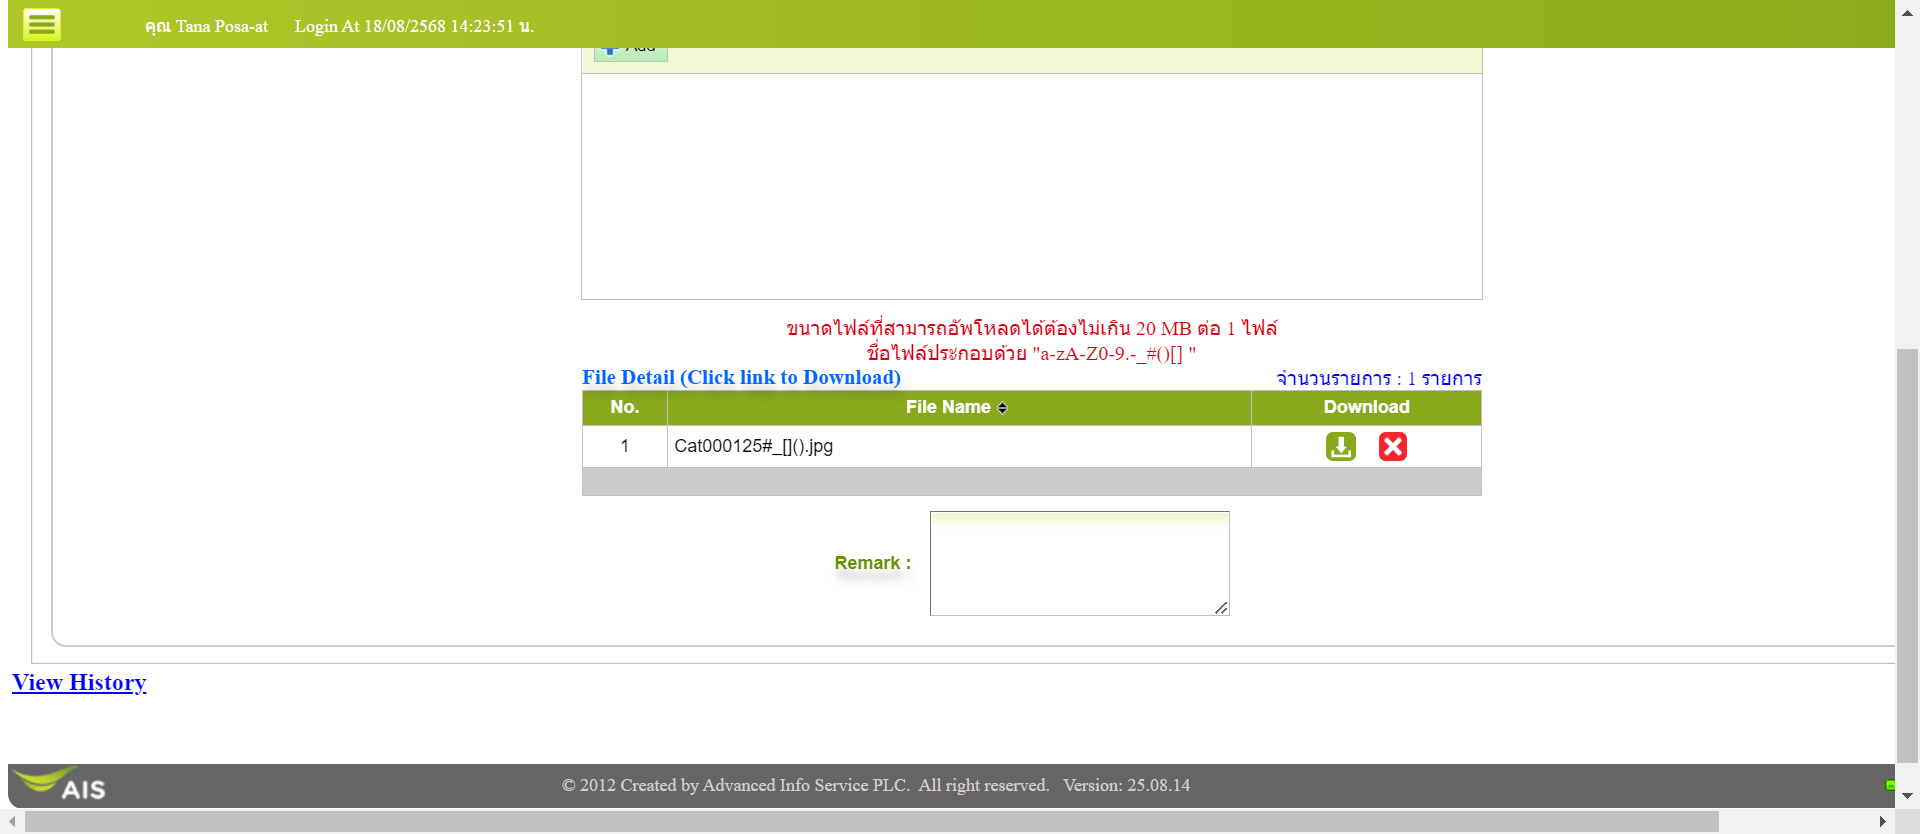 คุณ Tana Posa-at Login At 18/08/2568 14:23:51 น.
Add
ขนาดไฟล์ที่สามารถอัพโหลดได้ต้องไม่เกิน 20 MB ต่อ 1 ไฟล์
ชื่อไฟล์ประกอบด้วย "a-zA-Z0-9.-_#()[] "
File Detail (Click link to Download) จำนวนรายการ : 1 รายการ
No. File Name Download
1 Cat000125#_[]().jpg
Remark :
View History
AIS © 2012 Created by Advanced Info Service PLC. All right reserved. Version: 25.08.14